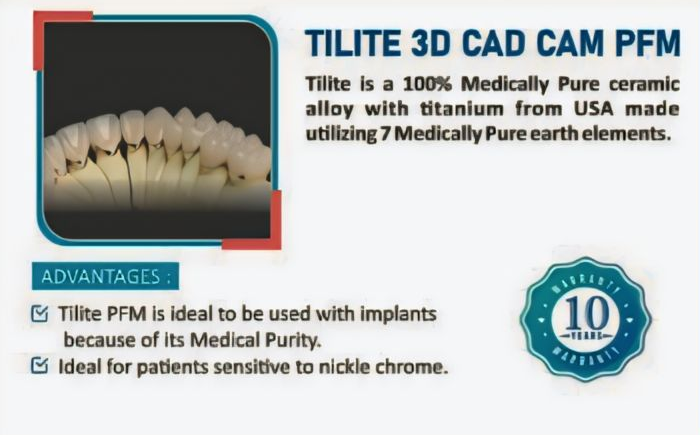 TILITE 3D CAD CAM PFM
Tilite is a 100% Medically Pure ceramic
alloy with titanium from USA made
utilizing 7 Medically Pure earth elements.
ADVANTAGES :
Tilite PFM is ideal to be used with implants
because of its Medical Purity.
Ideal for patients sensitive to nickle chrome.
WARRANTY
10
YEARS
WARRANTY